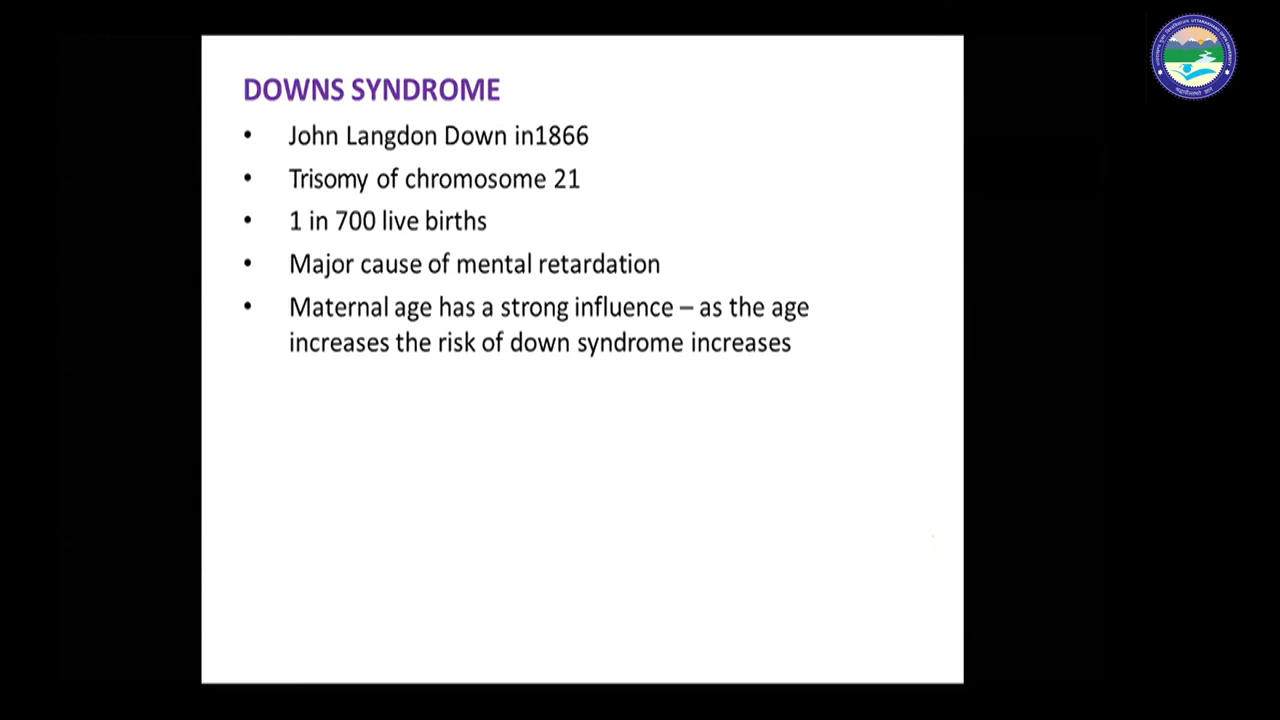 DOWNS SYNDROME
• John Langdon Down in1866
• Trisomy of chromosome 21
• 1 in 700 live births
• Major cause of mental retardation
• Maternal age has a strong influence – as the age
increases the risk of down syndrome increases